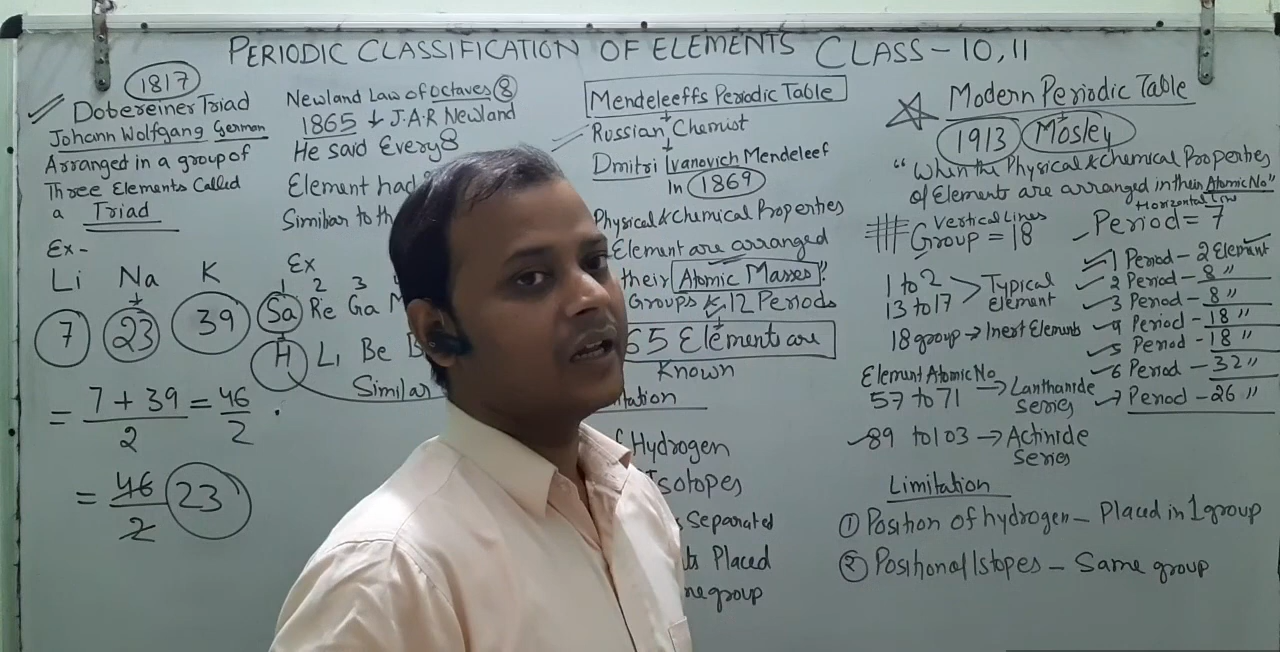 PERIODIC CLASSIFICATION OF ELEMENTS CLASS - 10, 11
1817
Dobereiner Triad
Johann Wolfgang German
Arranged in a group of
Three Elements Called
a Triad
Ex -
Li Na K
7 23 39
= 7 + 39 / 2 = 46 / 2
= 46 / 2 23
Newland Law of Octaves 8
1865 J.A.R Newland
He said Every 8
Element had
Similiar to th
Ex
1 2 3
Sa Re Ga
H Li Be
Similar
Mendeleeffs Periodic Table
Russian Chemist
Dmitri Ivanovich Mendeleef
In 1869
Physical & Chemical Properties
Element are arranged
their Atomic Masses"
Groups & 12 Periods
65 Elements are
Known
tation
Hydrogen
Isotopes
Separated
Placed
group
Modern Periodic Table
1913 Mosley
"When the Physical & Chemical Properties
of Element are arranged in their Atomic No"
Vertical Lines
Group = 18
Horizontal Line
Period = 7
1 to 2
13 to 17
Typical
Element
18 group → Inert Elements
Element Atomic No
57 to 71 → Lanthanide
Series
89 to 103 → Actinide
Series
1 Period - 2 Element
2 Period - 8 "
3 Period - 8 "
4 Period - 18 "
5 Period - 18 "
6 Period - 32 "
7 Period - 26 "
Limitation
① Position of hydrogen - Placed in 1 group
② Position of Istopes - Same group